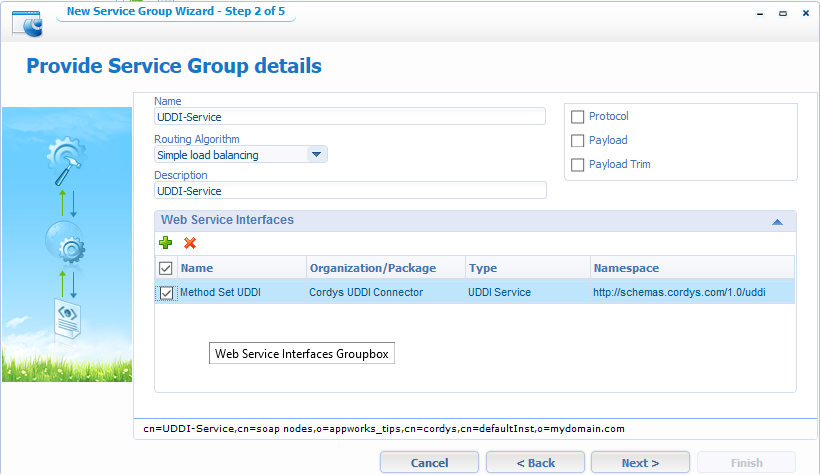 New Service Group Wizard - Step 2 of 5
Provide Service Group details
Name
UDDI-Service
Routing Algorithm
Simple load balancing
Description
UDDI-Service
Protocol
Payload
Payload Trim
Web Service Interfaces
Name Organization/Package Type Namespace
Method Set UDDI Cordys UDDI Connector UDDI Service http://schemas.cordys.com/1.0/uddi
Web Service Interfaces Groupbox
cn=UDDI-Service,cn=soap nodes,o=appworks_tips,cn=cordys,cn=defaultInst,o=mydomain.com
Cancel < Back Next > Finish